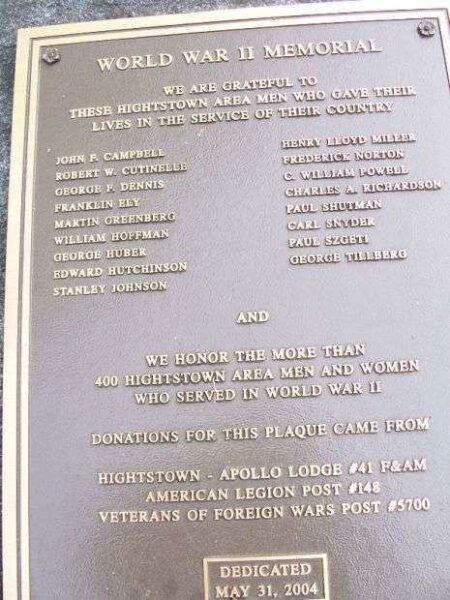 WORLD WAR II MEMORIAL
WE ARE GRATEFUL TO
THESE HIGHTSTOWN AREA MEN WHO GAVE THEIR
LIVES IN THE SERVICE OF THEIR COUNTRY
JOHN P. CAMPBELL
ROBERT W. CUTINELLE
GEORGE F. DENNIS
FRANKLIN ELY
MARTIN GREENBERG
WILLIAM HOFFMAN
GEORGE HUBER
EDWARD HUTCHINSON
STANLEY JOHNSON
HENRY LLOYD MILLER
FREDERICK NORTON
C. WILLIAM POWELL
CHARLES A. RICHARDSON
PAUL SHUTMAN
CARL SNYDER
PAUL SZGETI
GEORGE TILLBERG
AND
WE HONOR THE MORE THAN
400 HIGHTSTOWN AREA MEN AND WOMEN
WHO SERVED IN WORLD WAR II
DONATIONS FOR THIS PLAQUE CAME FROM
HIGHTSTOWN - APOLLO LODGE #41 F&AM
AMERICAN LEGION POST #148
VETERANS OF FOREIGN WARS POST #5700
DEDICATED
MAY 31, 2004